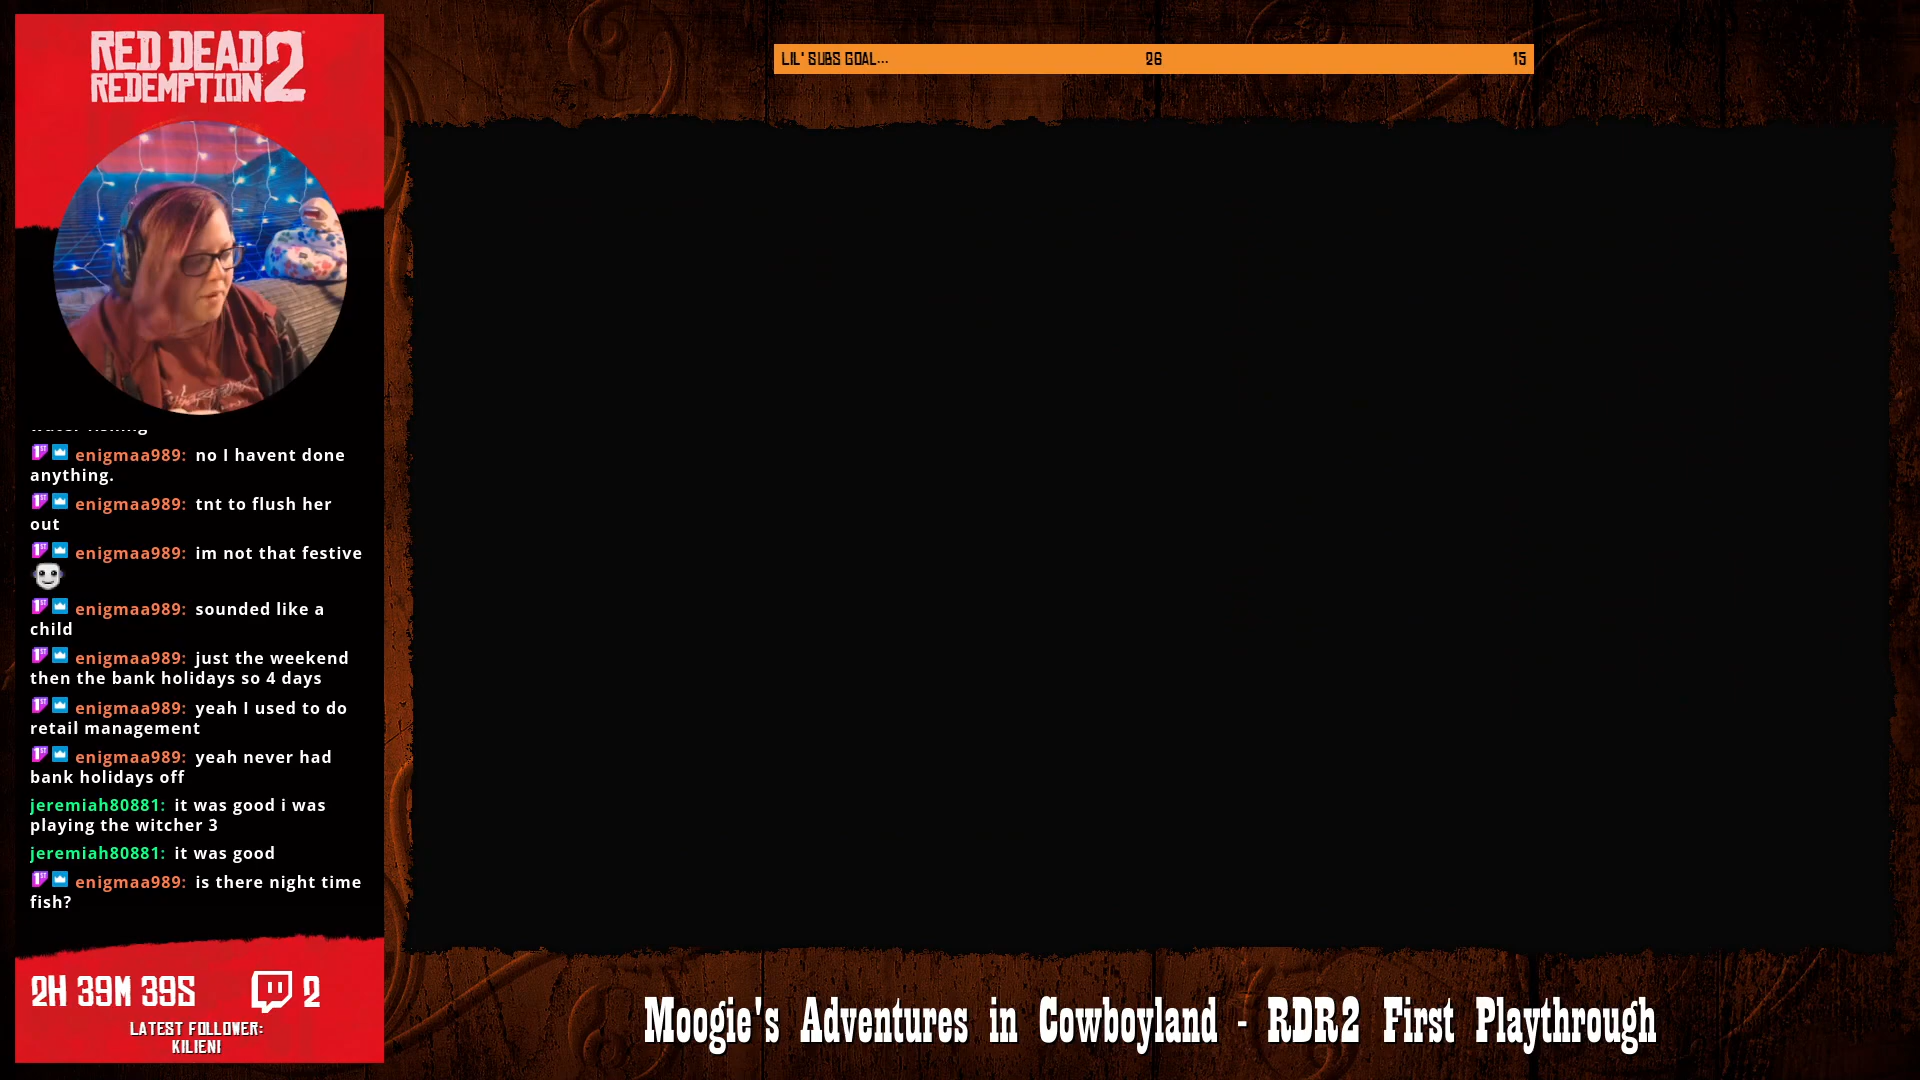 RED DEAD
REDEMPTION 2
LIL' SUBS GOAL... 26 15
enigmaa989: no I havent done
anything.
enigmaa989: tnt to flush her
out
enigmaa989: im not that festive
enigmaa989: sounded like a
child
enigmaa989: just the weekend
then the bank holidays so 4 days
enigmaa989: yeah I used to do
retail management
enigmaa989: yeah never had
bank holidays off
jeremiah80881: it was good i was
playing the witcher 3
jeremiah80881: it was good
enigmaa989: is there night time
fish?
2H 39M 39S 2
LATEST FOLLOWER:
KILIENI
Moogie's Adventures in Cowboyland - RDR2 First Playthrough